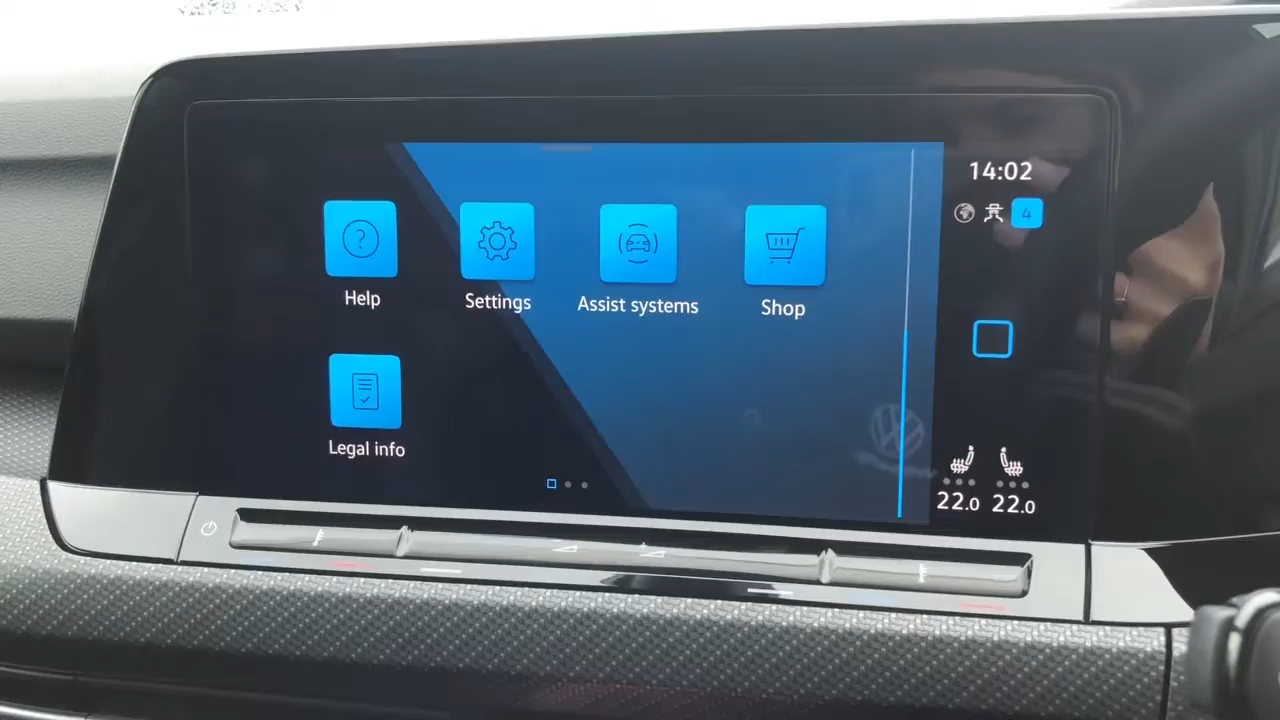 14:02
4
Help
Settings
Assist systems
Shop
Legal info
22.0 22.0